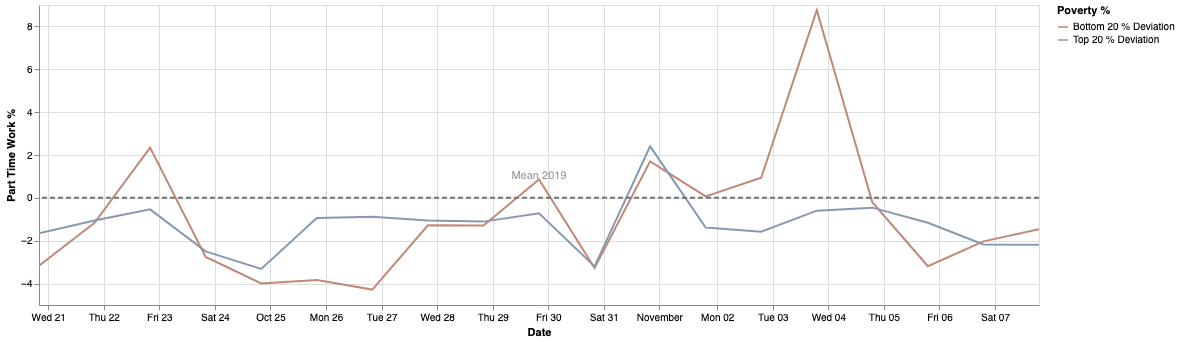 Poverty %
Bottom 20 % Deviation
Top 20 % Deviation
Part Time Work %
8
6
4
2
0
−2
−4
Mean 2019
Wed 21 Thu 22 Fri 23 Sat 24 Oct 25 Mon 26 Tue 27 Wed 28 Thu 29 Fri 30 Sat 31 November Mon 02 Tue 03 Wed 04 Thu 05 Fri 06 Sat 07
Date